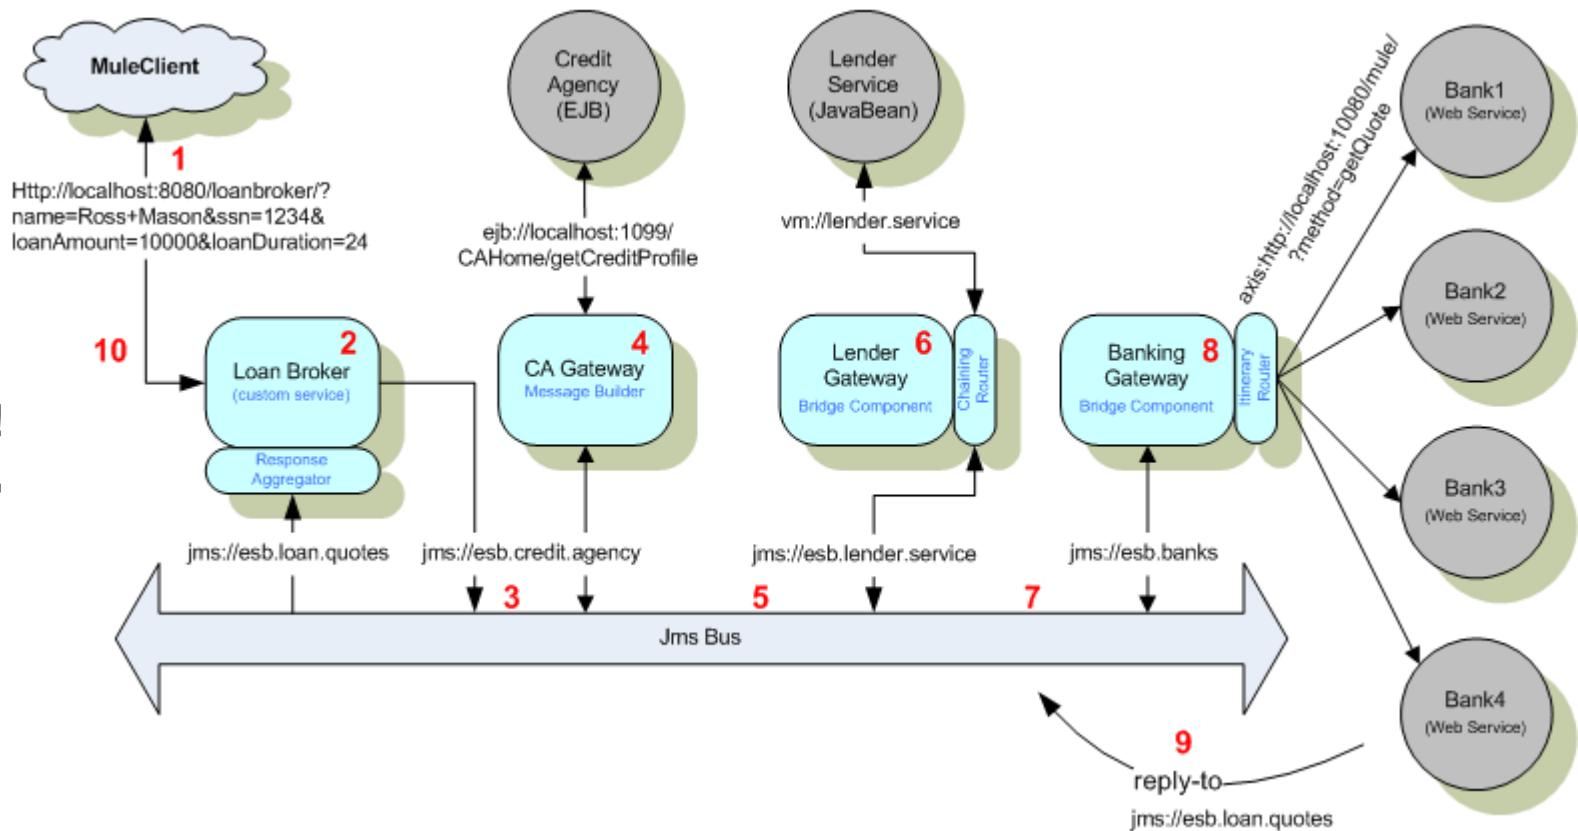 MuleClient
1
Http://localhost:8080/loanbroker/?
name=Ross+Mason&ssn=1234&
loanAmount=10000&loanDuration=24
10
Loan Broker
(custom service)
2
Response
Aggregator
jms://esb.loan.quotes
Credit
Agency
(EJB)
ejb://localhost:1099/
CAHome/getCreditProfile
CA Gateway
Message Builder
4
jms://esb.credit.agency
3
Lender
Service
(JavaBean)
vm://lender.service
Lender
Gateway
Bridge Component
6
Chaining
Router
jms://esb.lender.service
5
Banking
Gateway
Bridge Component
8
Itinerary
Router
jms://esb.banks
7
axis:http://localhost:10080/mule/
?method=getQuote
Bank1
(Web Service)
Bank2
(Web Service)
Bank3
(Web Service)
Bank4
(Web Service)
Jms Bus
9
reply-to
jms://esb.loan.quotes